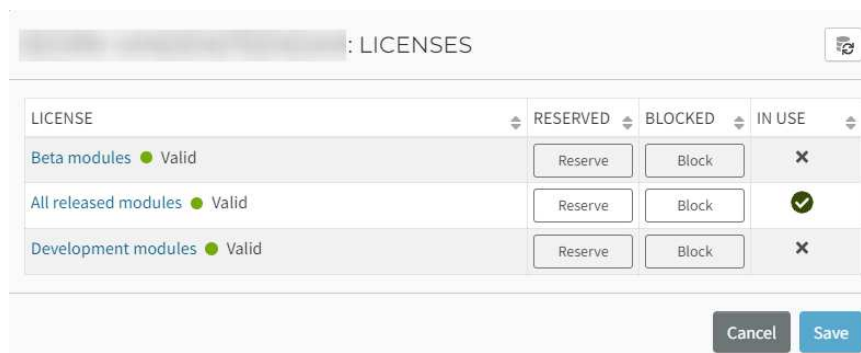 : LICENSES
LICENSE RESERVED BLOCKED IN USE
Beta modules Valid Reserve Block
All released modules Valid Reserve Block
Development modules Valid Reserve Block
Cancel Save